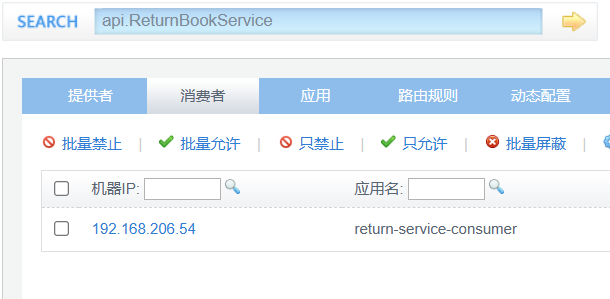 SEARCH api.ReturnBookService
提供者 消费者 应用 路由规则 动态配置
批量禁止 | 批量允许 | 只禁止 | 只允许 | 批量屏蔽 |
机器IP: 应用名:
192.168.206.54 return-service-consumer